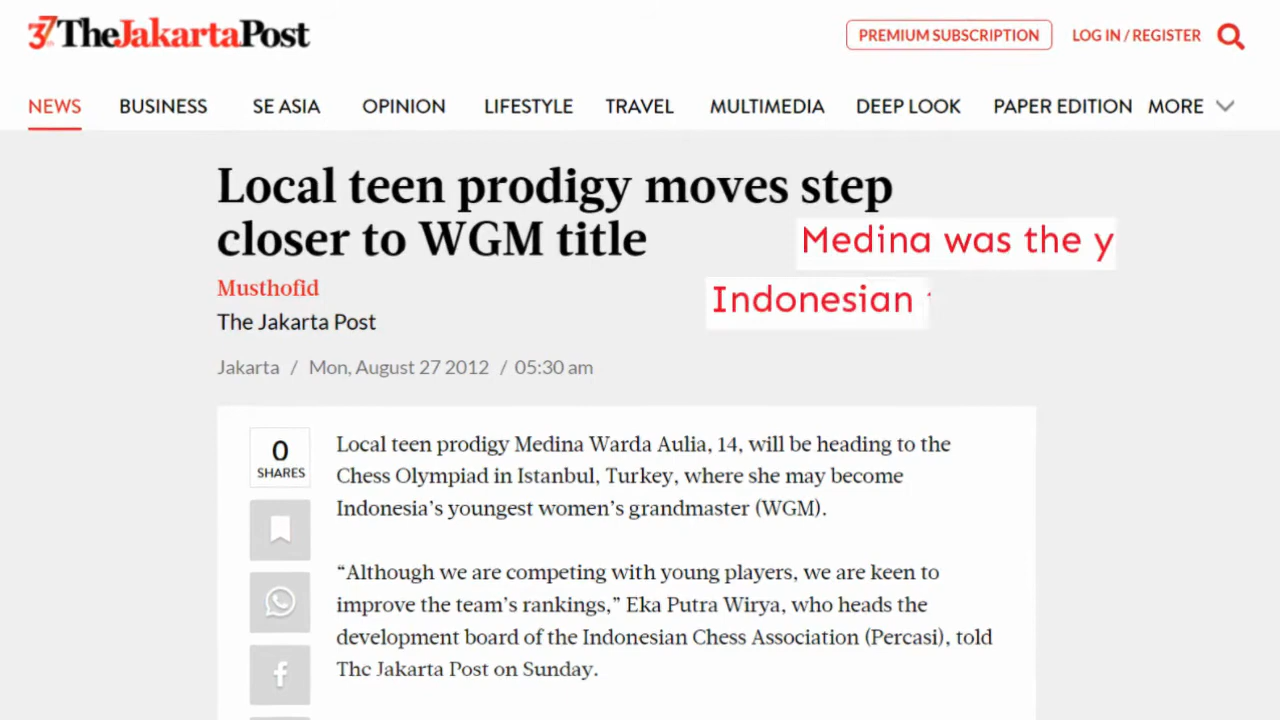 37 TheJakartaPost
PREMIUM SUBSCRIPTION
LOG IN / REGISTER
NEWS BUSINESS SE ASIA OPINION LIFESTYLE TRAVEL MULTIMEDIA DEEP LOOK PAPER EDITION MORE
Local teen prodigy moves step
closer to WGM title
Medina was the y
Indonesian
Musthofid
The Jakarta Post
Jakarta / Mon, August 27 2012 / 05:30 am
0
SHARES
Local teen prodigy Medina Warda Aulia, 14, will be heading to the
Chess Olympiad in Istanbul, Turkey, where she may become
Indonesia’s youngest women’s grandmaster (WGM).
“Although we are competing with young players, we are keen to
improve the team’s rankings,” Eka Putra Wirya, who heads the
development board of the Indonesian Chess Association (Percasi), told
The Jakarta Post on Sunday.